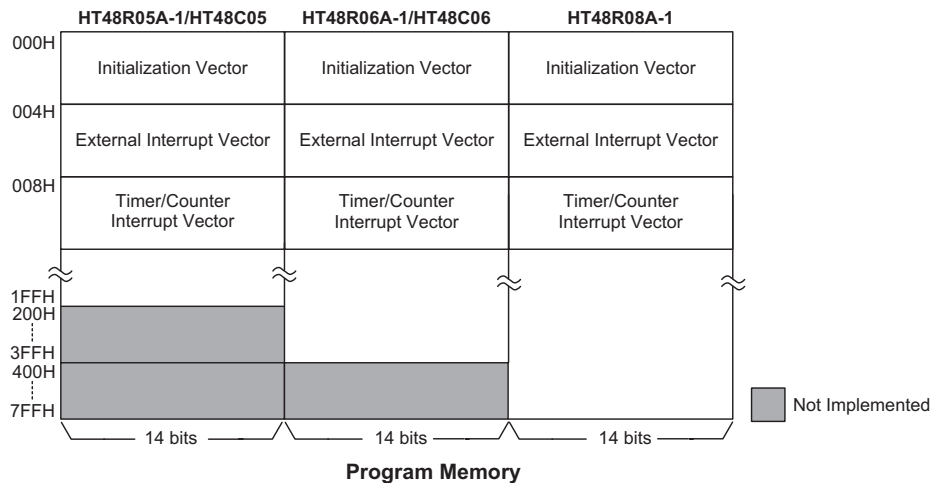 HT48R05A-1/HT48C05 HT48R06A-1/HT48C06 HT48R08A-1
000H
Initialization Vector Initialization Vector Initialization Vector
004H
External Interrupt Vector External Interrupt Vector External Interrupt Vector
008H
Timer/Counter Timer/Counter Timer/Counter
Interrupt Vector Interrupt Vector Interrupt Vector
1FFH
200H
3FFH
400H
7FFH
Not Implemented
14 bits 14 bits 14 bits
Program Memory